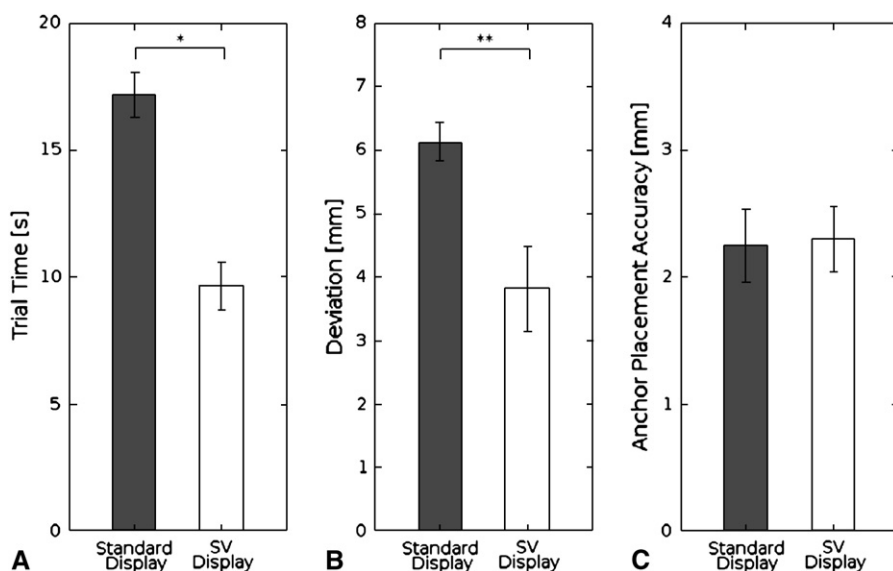 20
15
10
5
0
Trial Time [s]
*
Standard
Display
SV
Display
A
8
7
6
5
4
3
2
1
0
Deviation [mm]
**
Standard
Display
SV
Display
B
4
3
2
1
0
Anchor Placement Accuracy [mm]
Standard
Display
SV
Display
C